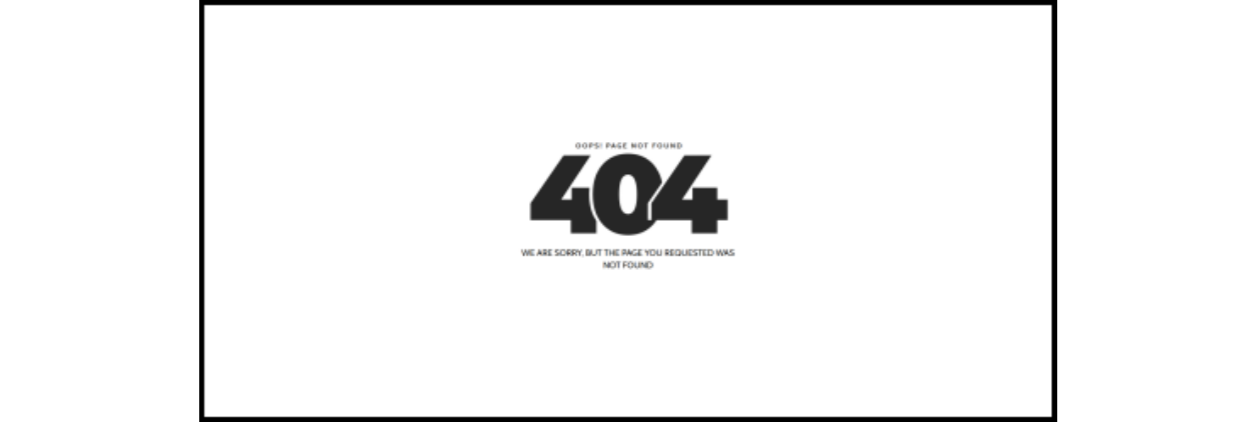 OOPS! PAGE NOT FOUND
404
WE ARE SORRY, BUT THE PAGE YOU REQUESTED WAS
NOT FOUND